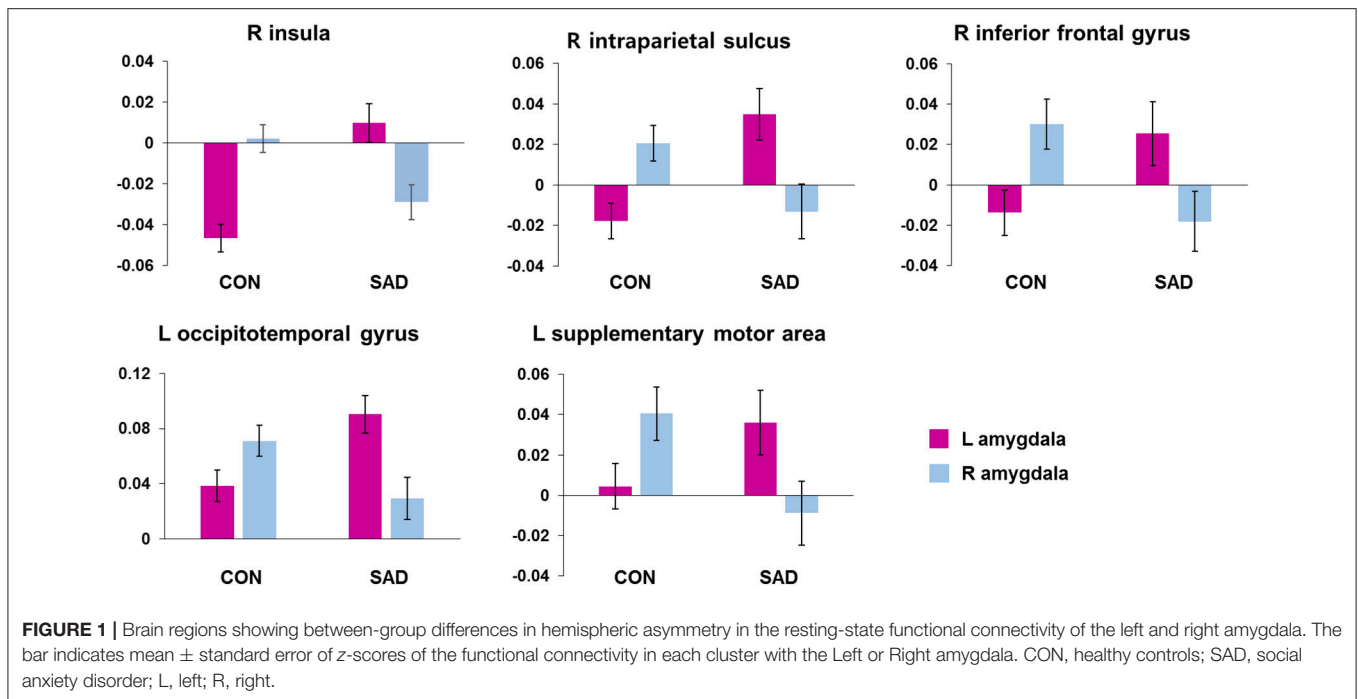 R insula
0.04
0.02
0
-0.02
-0.04
-0.06
CON
SAD
R intraparietal sulcus
0.06
0.04
0.02
0
-0.02
-0.04
CON
SAD
R inferior frontal gyrus
0.06
0.04
0.02
0
-0.02
-0.04
CON
SAD
L occipitotemporal gyrus
0.12
0.08
0.04
0
CON
SAD
L supplementary motor area
0.06
0.04
0.02
0
-0.02
-0.04
CON
SAD
L amygdala
R amygdala
FIGURE 1 | Brain regions showing between-group differences in hemispheric asymmetry in the resting-state functional connectivity of the left and right amygdala. The
bar indicates mean ± standard error of z-scores of the functional connectivity in each cluster with the Left or Right amygdala. CON, healthy controls; SAD, social
anxiety disorder; L, left; R, right.